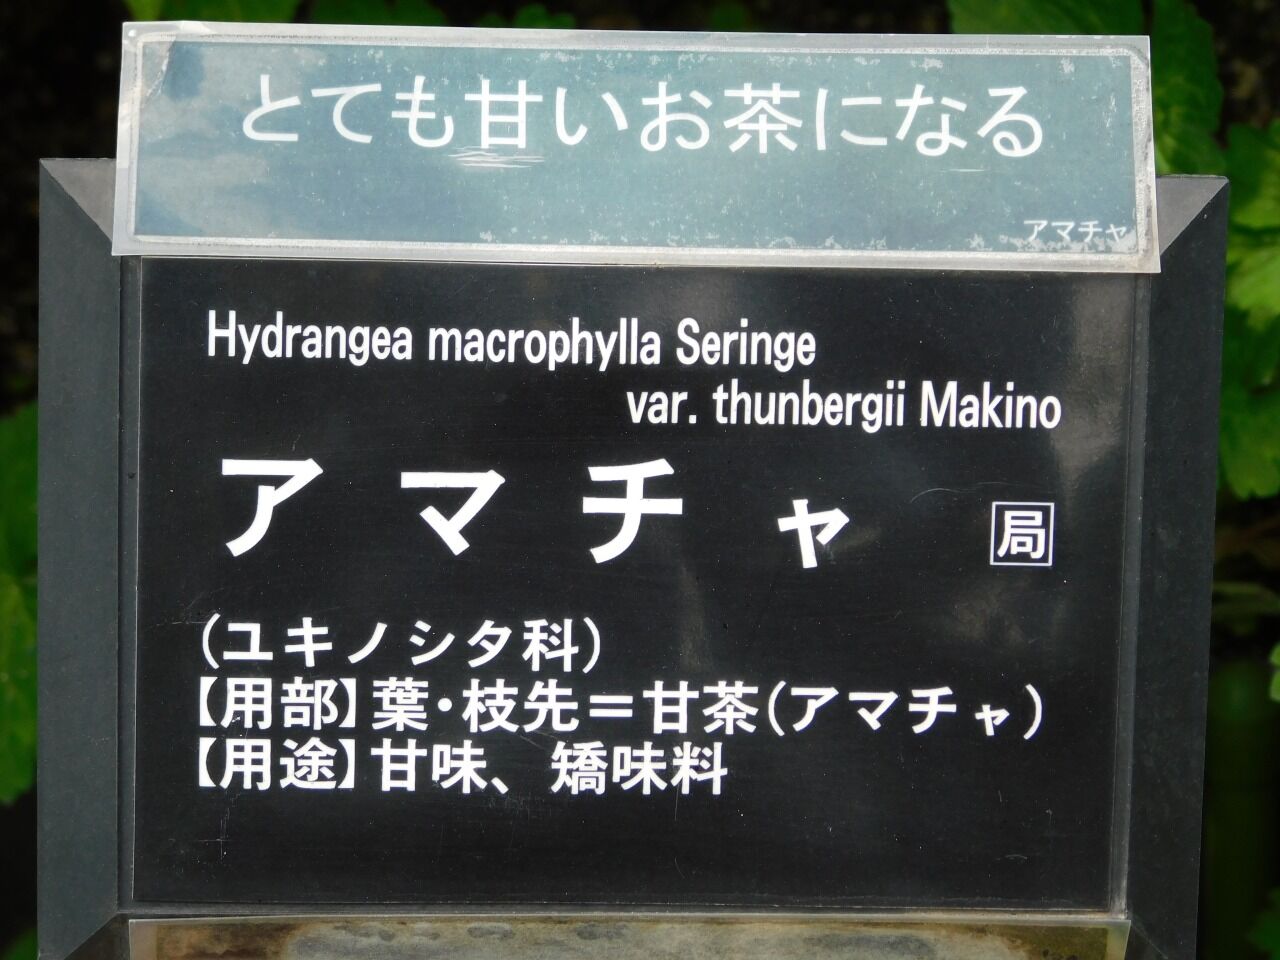 とても甘いお茶になる
アマチャ
Hydrangea macrophylla Seringe
var. thunbergii Makino
アマチャ 局
(ユキノシタ科)
【用部】葉・枝先=甘茶(アマチャ)
【用途】甘味、矯味料